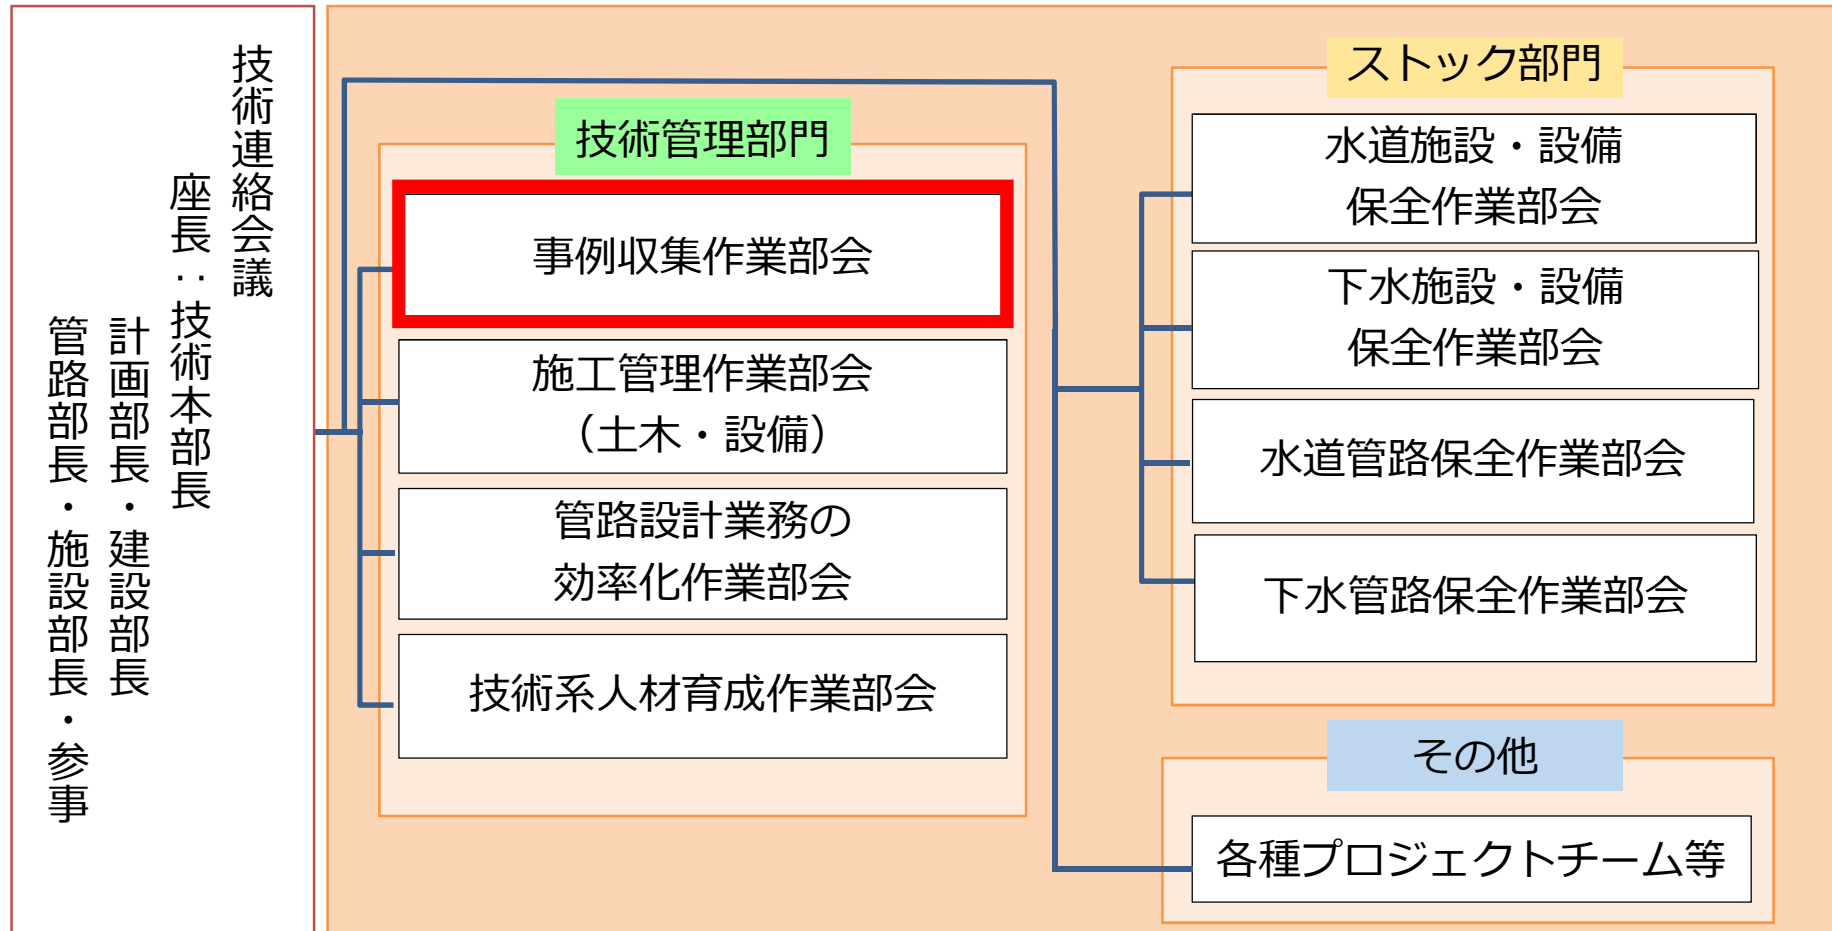 技術連絡会議
座長：技術本部長
計画部長・建設部長
管路部長・施設部長・参事
技術管理部門
事例収集作業部会
施工管理作業部会
（土木・設備）
管路設計業務の
効率化作業部会
技術系人材育成作業部会
ストック部門
水道施設・設備
保全作業部会
下水施設・設備
保全作業部会
水道管路保全作業部会
下水管路保全作業部会
その他
各種プロジェクトチーム等